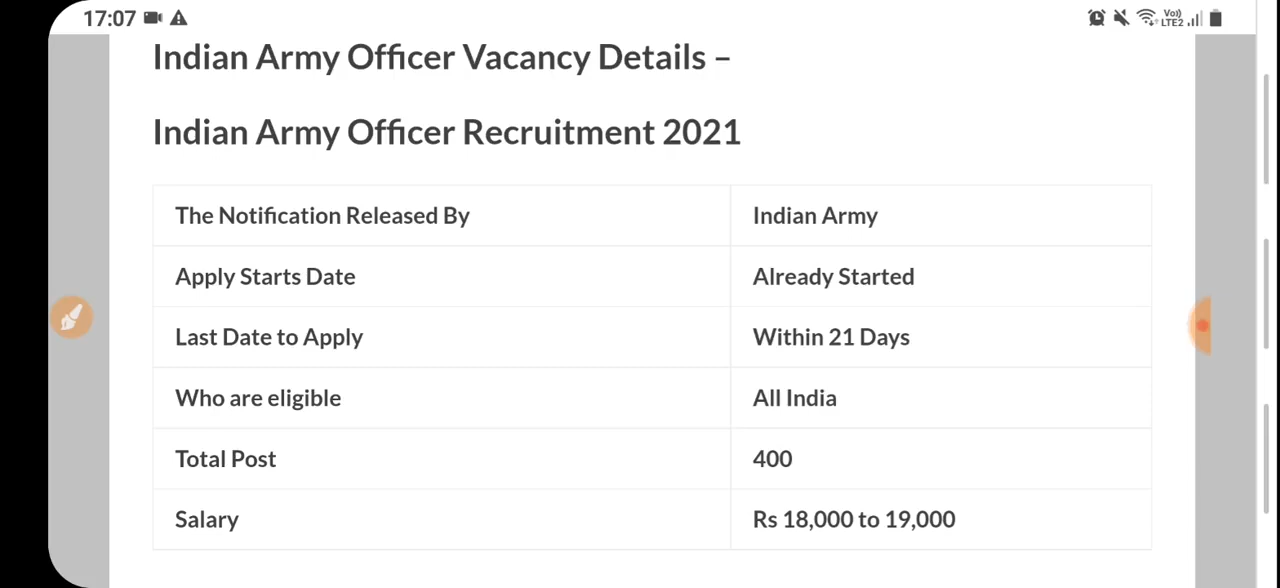 17:07
Vo))
LTE2
Indian Army Officer Vacancy Details –
Indian Army Officer Recruitment 2021
The Notification Released By Indian Army
Apply Starts Date Already Started
Last Date to Apply Within 21 Days
Who are eligible All India
Total Post 400
Salary Rs 18,000 to 19,000